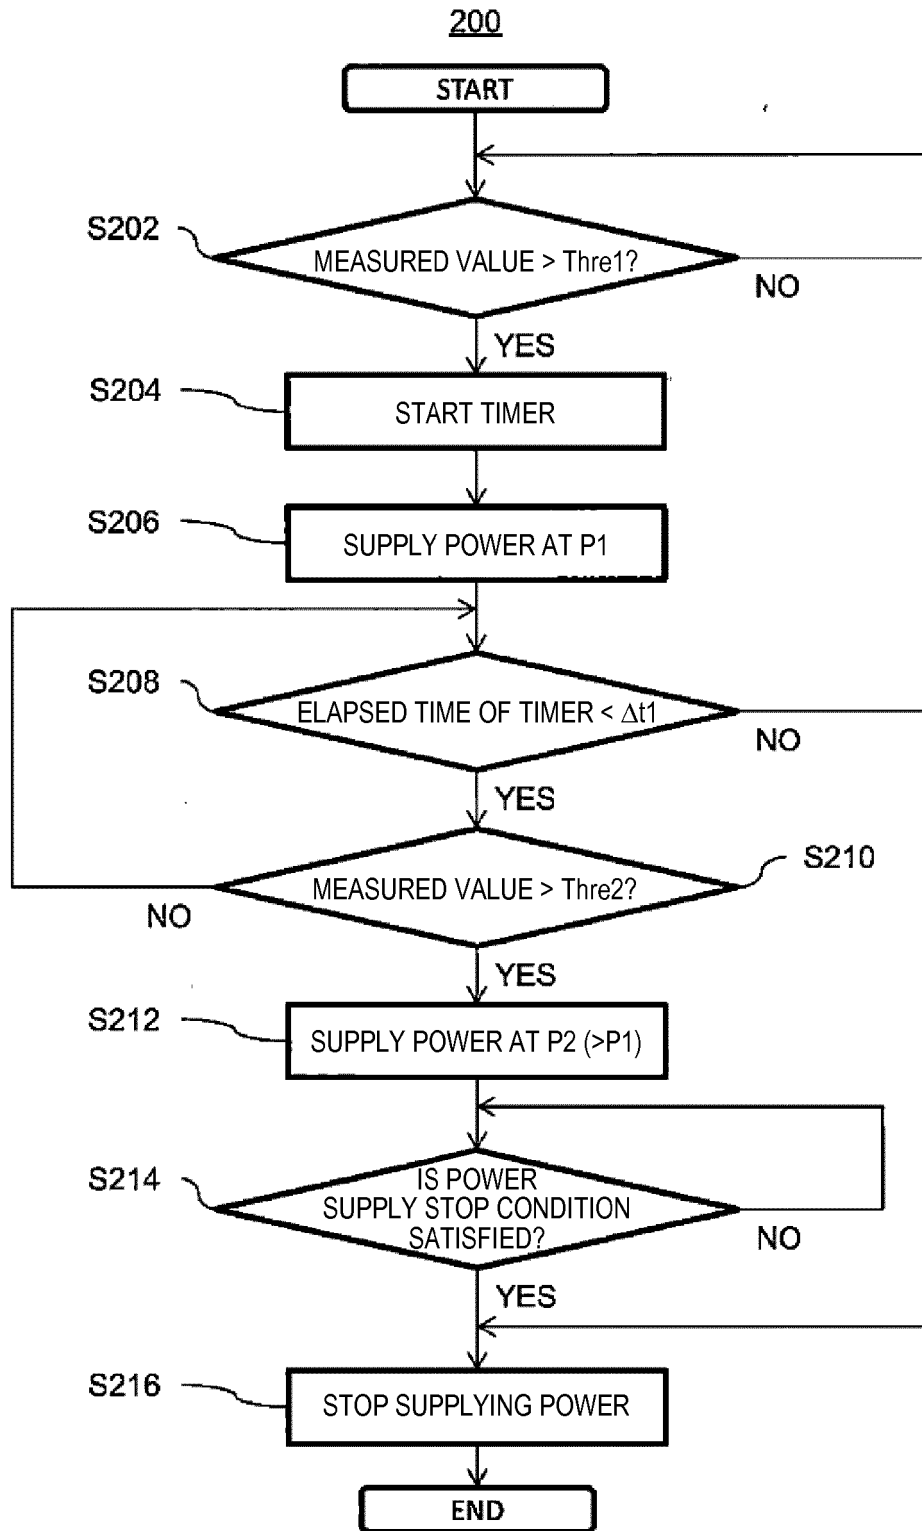 200
START
S202
MEASURED VALUE > Thre1?
NO
YES
S204
START TIMER
S206
SUPPLY POWER AT P1
S208
ELAPSED TIME OF TIMER < Δt1
NO
YES
S210
MEASURED VALUE > Thre2?
NO
YES
S212
SUPPLY POWER AT P2 (>P1)
S214
IS POWER
SUPPLY STOP CONDITION
SATISFIED?
NO
YES
S216
STOP SUPPLYING POWER
END